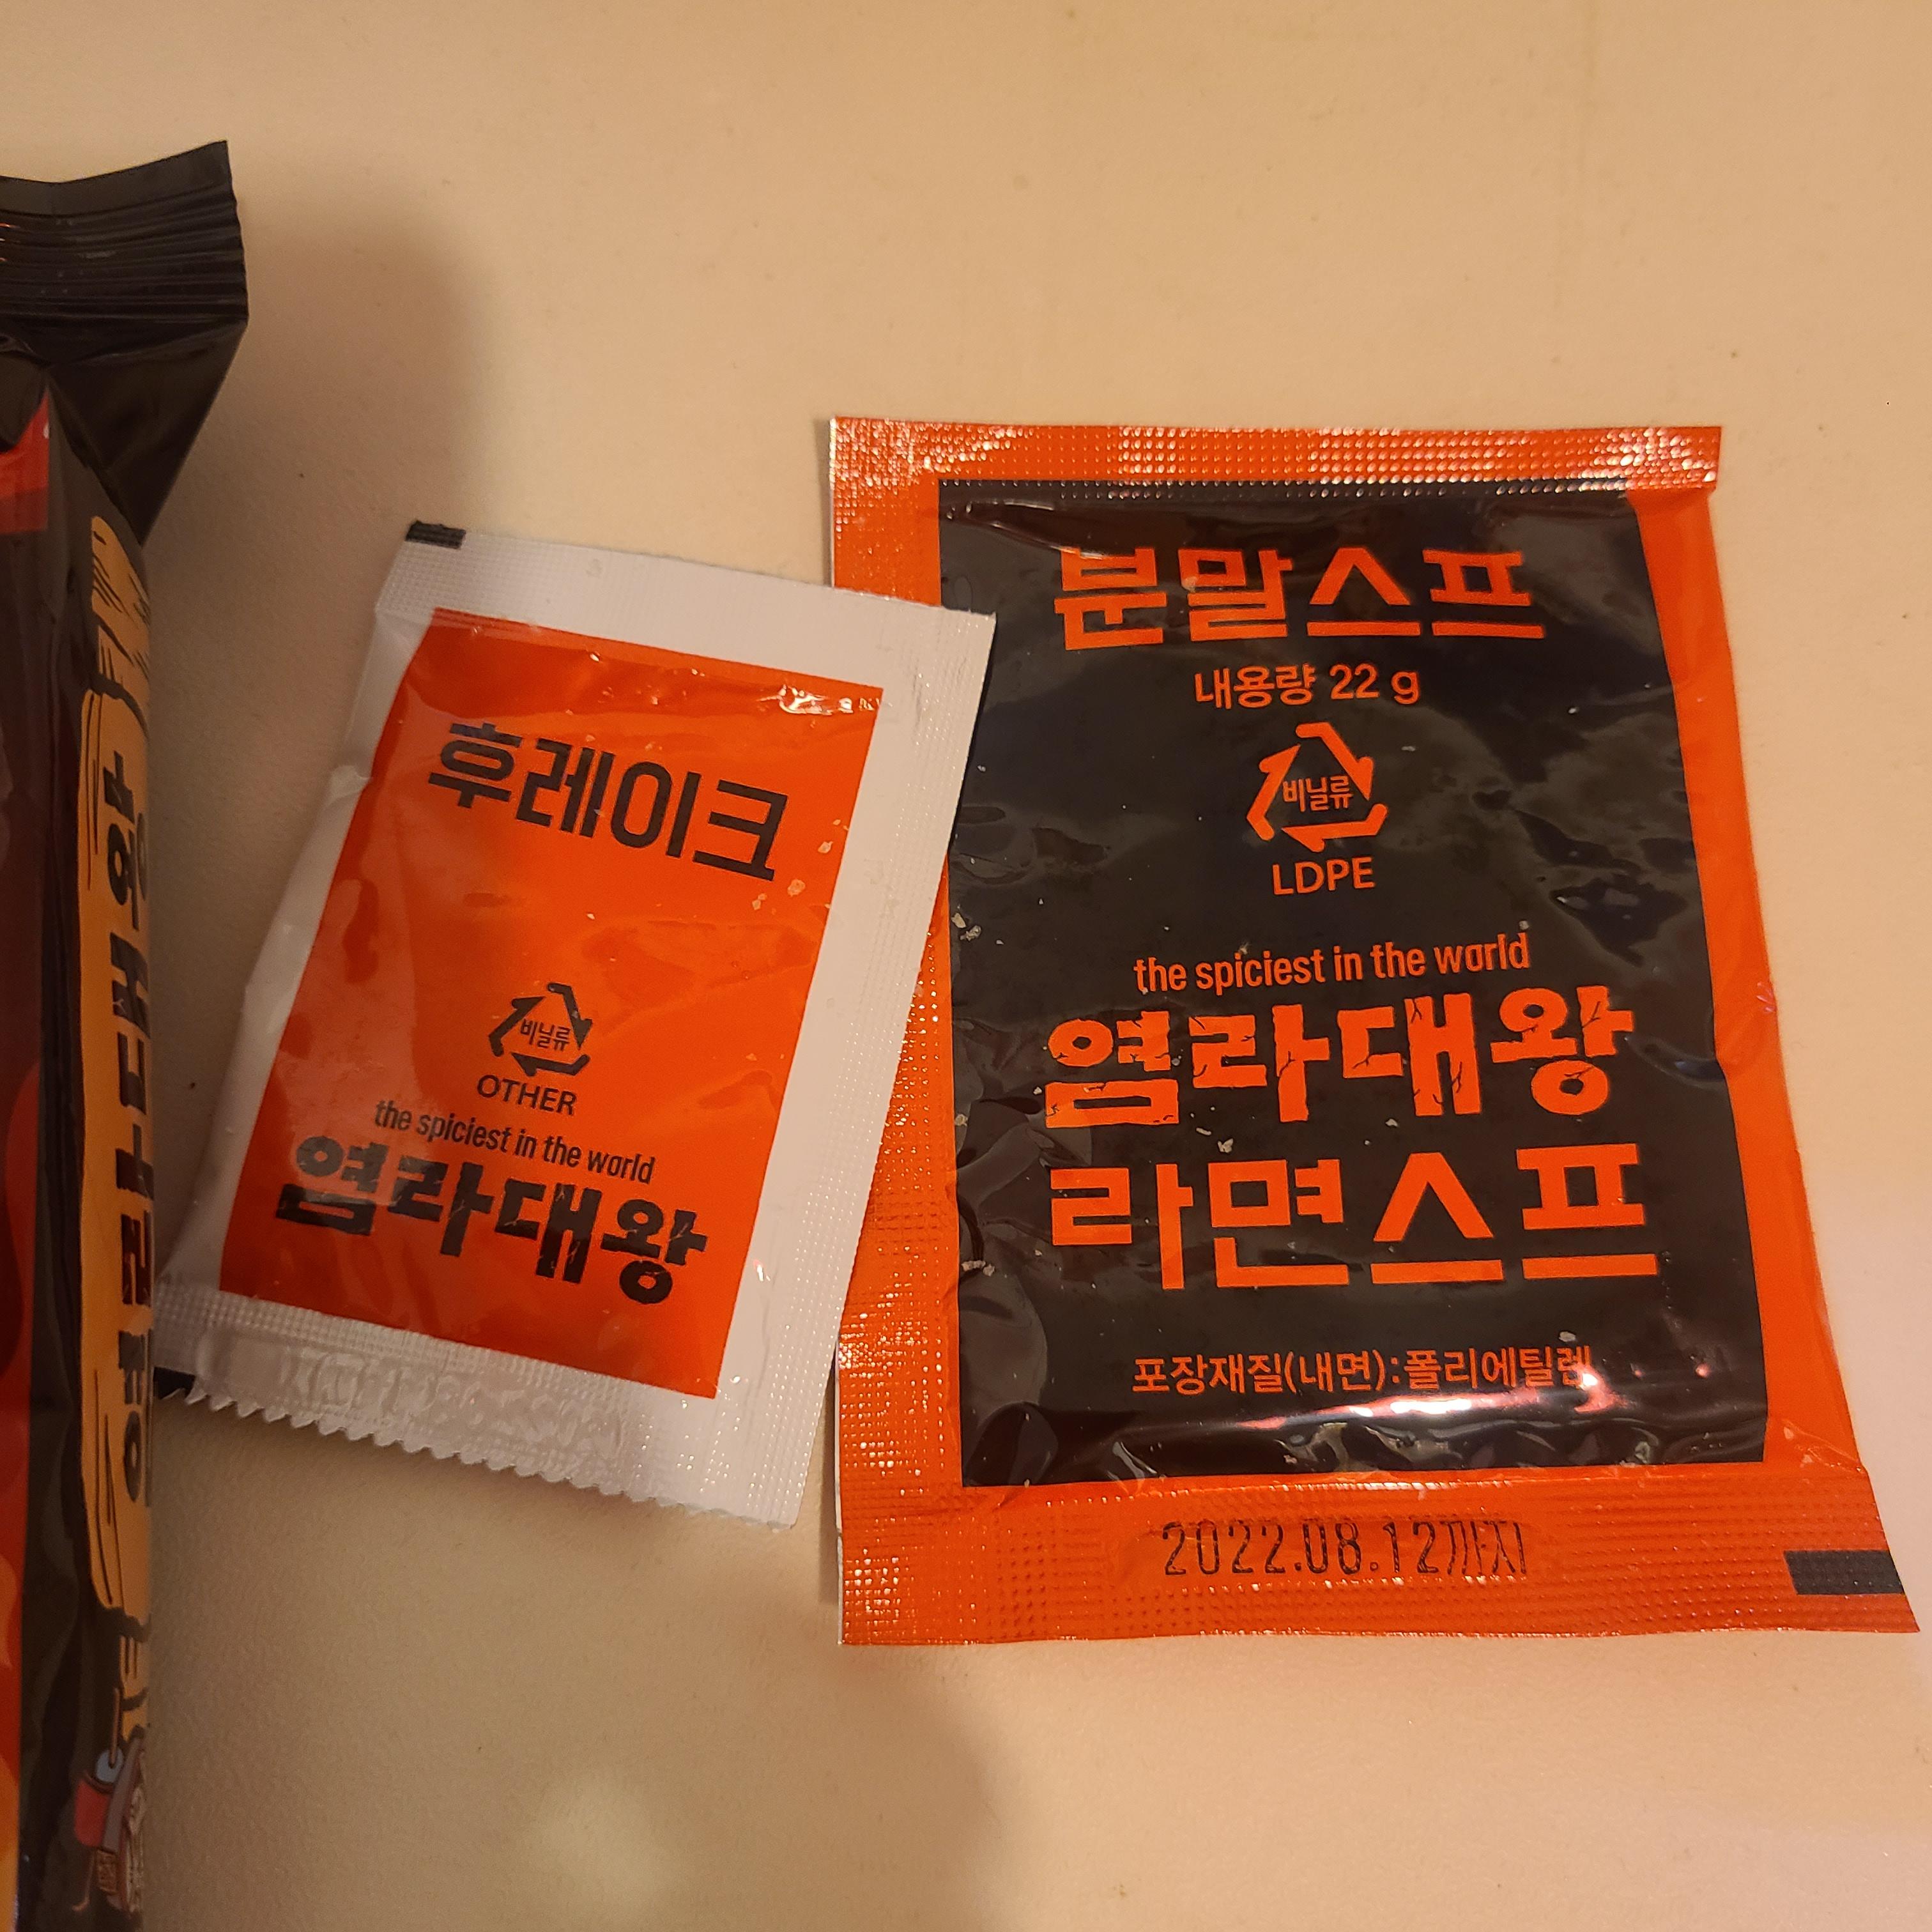 후레이크
비닐류
OTHER
the spiciest in the world
염라대왕
분말스프
내용량 22 g
비닐류
LDPE
the spiciest in the world
염라대왕
라면스프
포장재질(내면):폴리에틸렌
2022.08.12까지